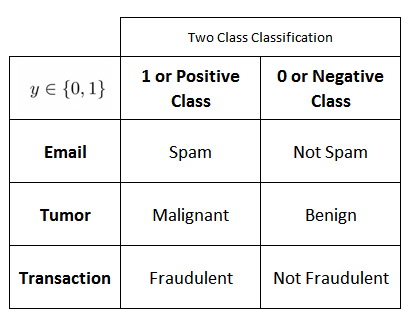 Two Class Classification
y ∈ {0, 1}
1 or Positive
Class
0 or Negative
Class
Email
Spam
Not Spam
Tumor
Malignant
Benign
Transaction
Fraudulent
Not Fraudulent